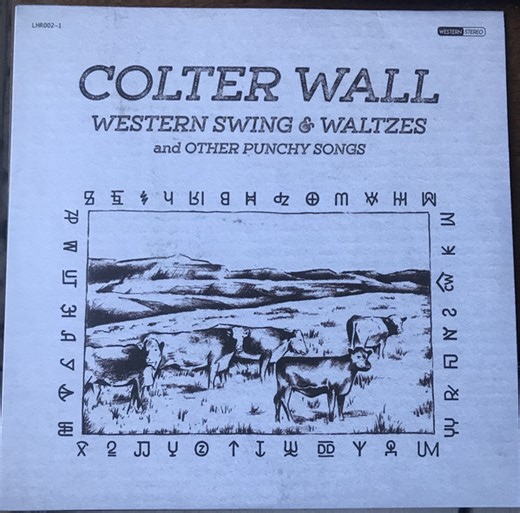 LHR002-1
WESTERN STEREO
COLTER WALL
WESTERN SWING & WALTZES
and OTHER PUNCHY SONGS